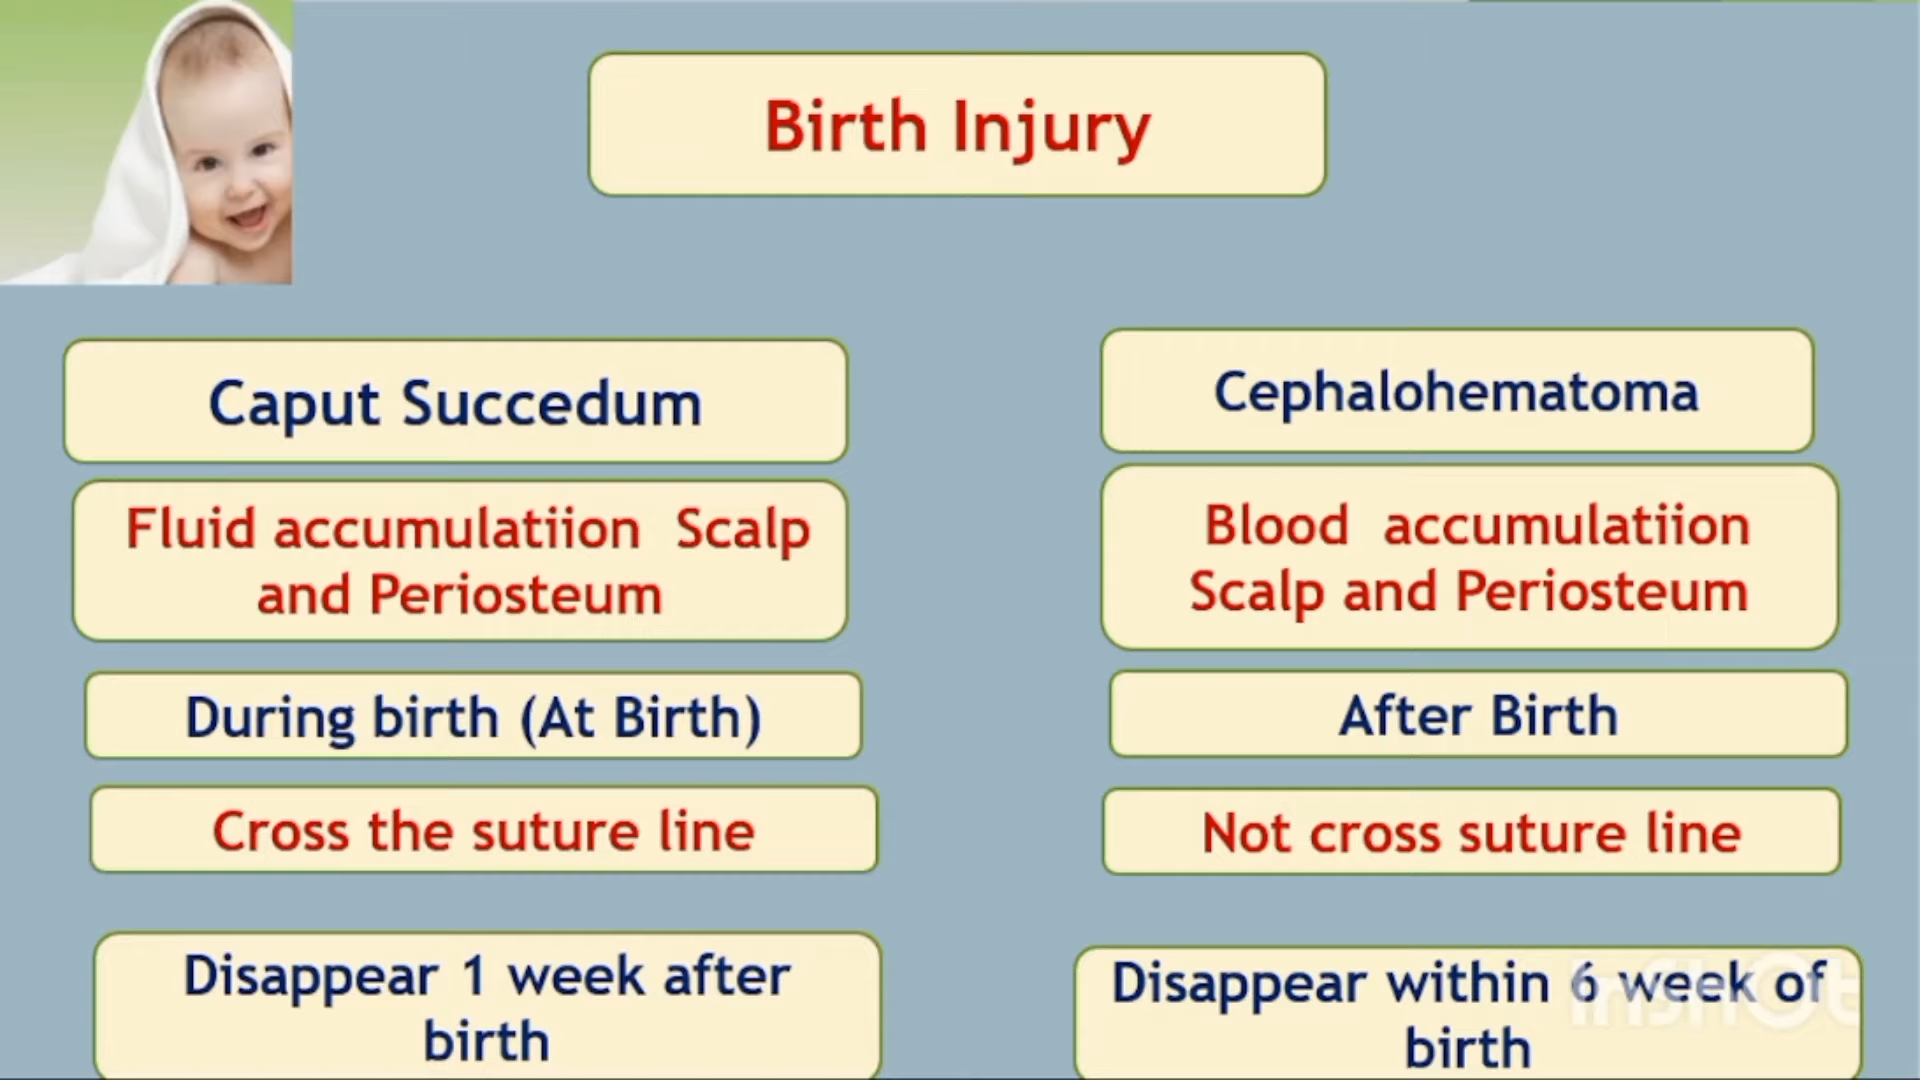 Birth Injury
Caput Succedum
Fluid accumulatiion Scalp
and Periosteum
During birth (At Birth)
Cross the suture line
Disappear 1 week after
birth
Cephalohematoma
Blood accumulatiion
Scalp and Periosteum
After Birth
Not cross suture line
Disappear within 6 week of
birth
InShOt